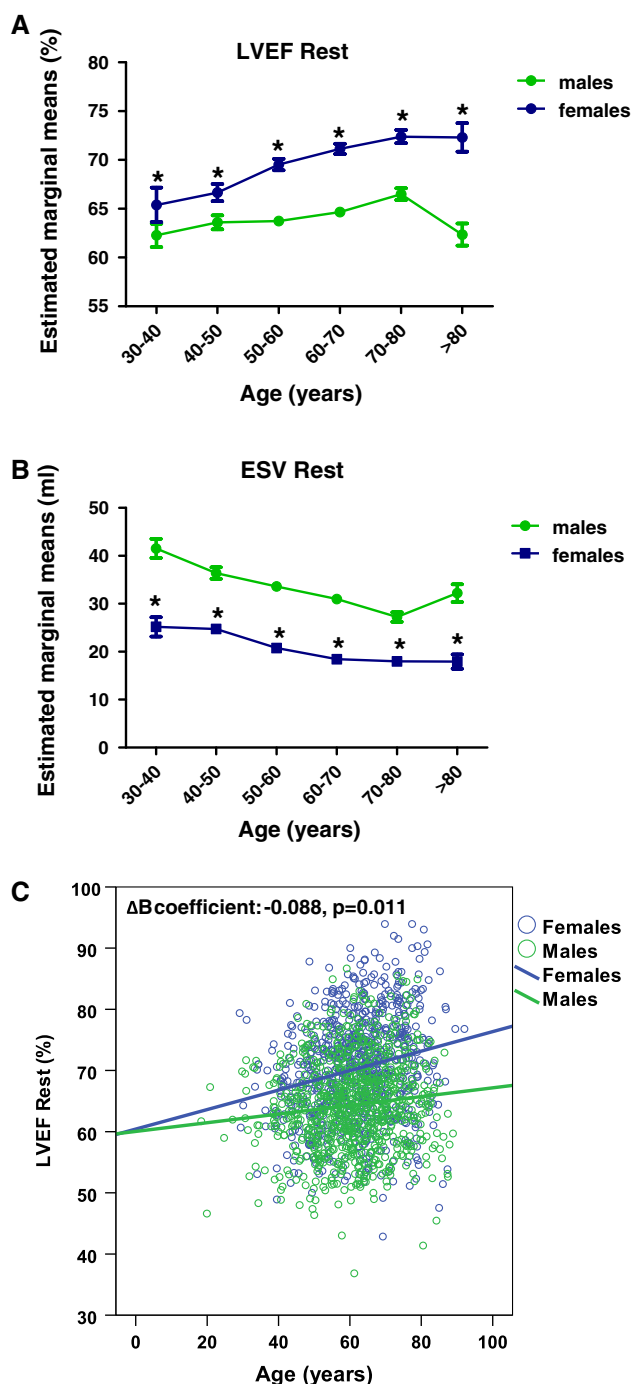 A
LVEF Rest
Estimated marginal means (%)
80
75
70
65
60
55
* * * * * *
males
females
30-40 40-50 50-60 60-70 70-80 >80
Age (years)
B
ESV Rest
Estimated marginal means (ml)
50
40
30
20
10
0
* * * * * *
males
females
30-40 40-50 50-60 60-70 70-80 >80
Age (years)
C
ΔBcoefficient:-0.088, p=0.011
LVEF Rest (%)
100
90
80
70
60
50
40
30
Females
Males
Females
Males
0 20 40 60 80 100
Age (years)